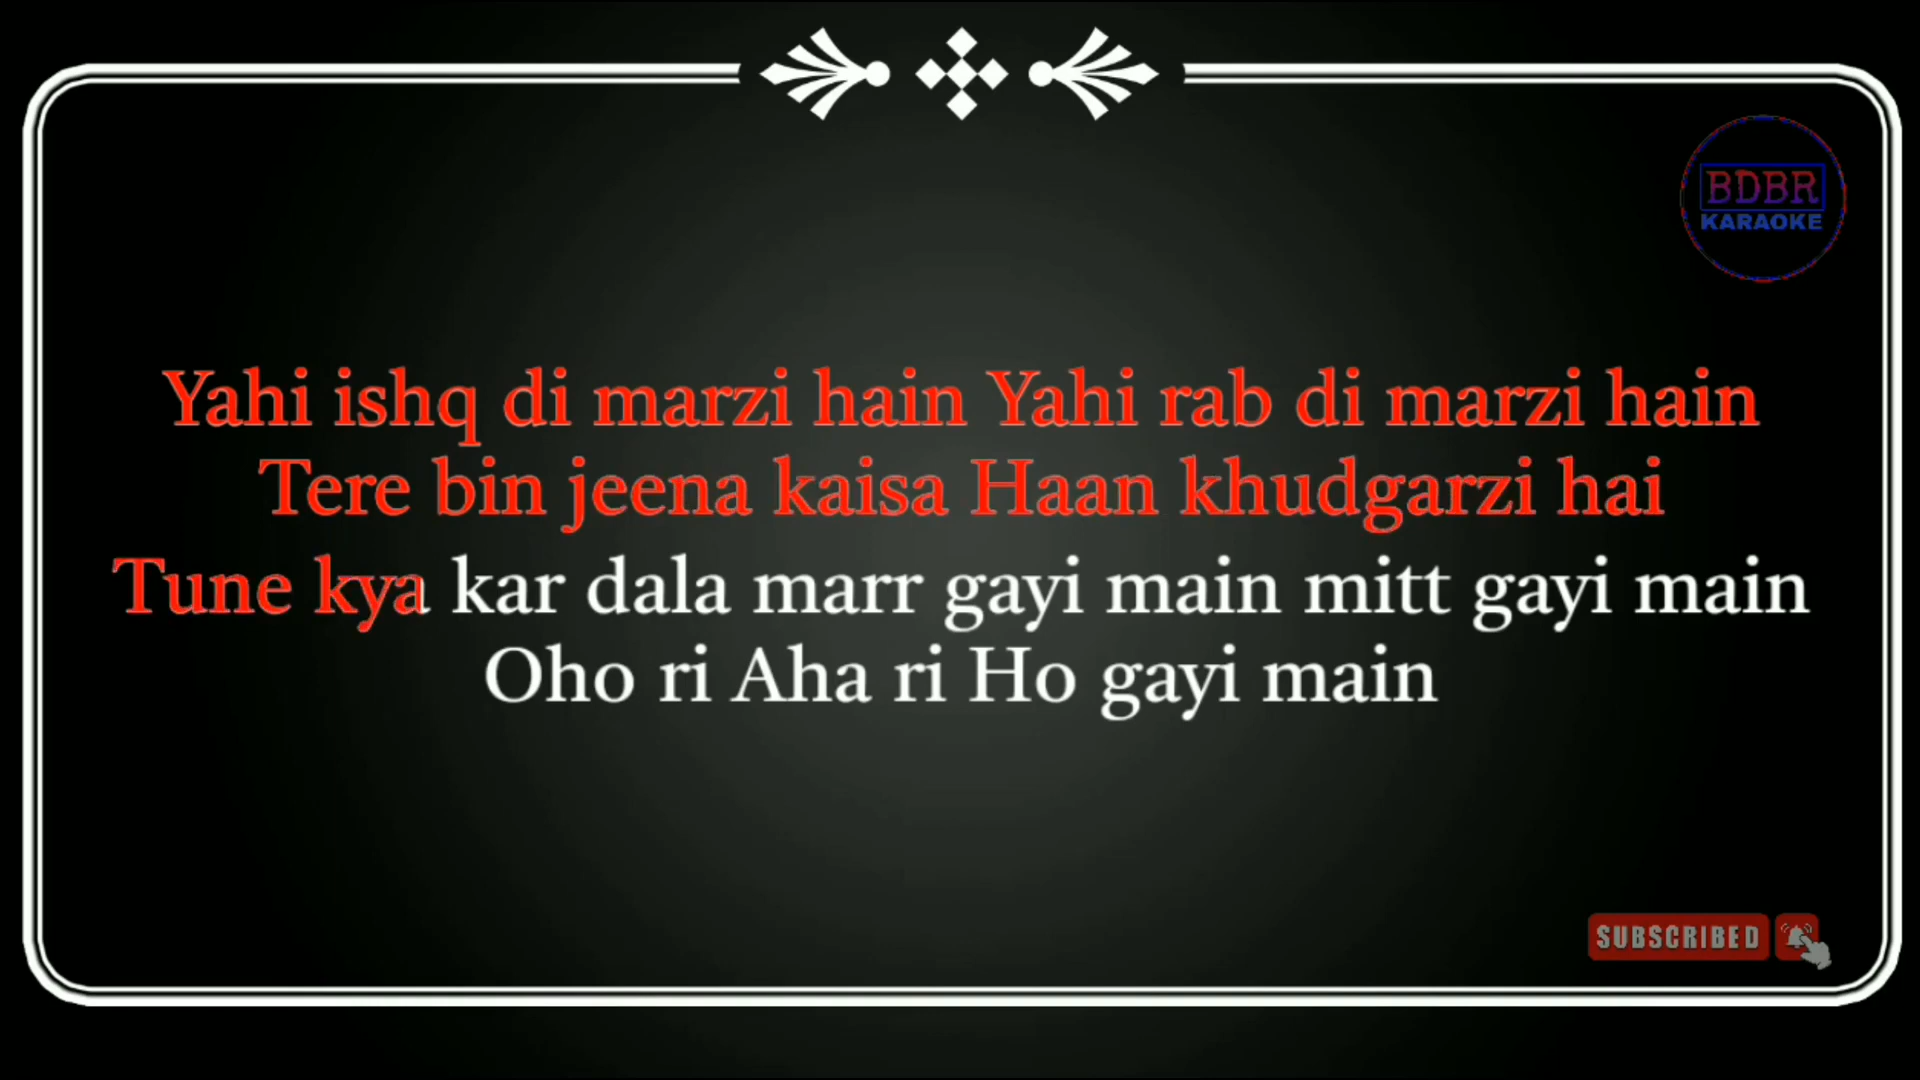 BDBR
KARAOKE
Yahi ishq di marzi hain Yahi rab di marzi hain
Tere bin jeena kaisa Haan khudgarzi hai
Tune kya kar dala marr gayi main mitt gayi main
Oho ri Aha ri Ho gayi main
SUBSCRIBED